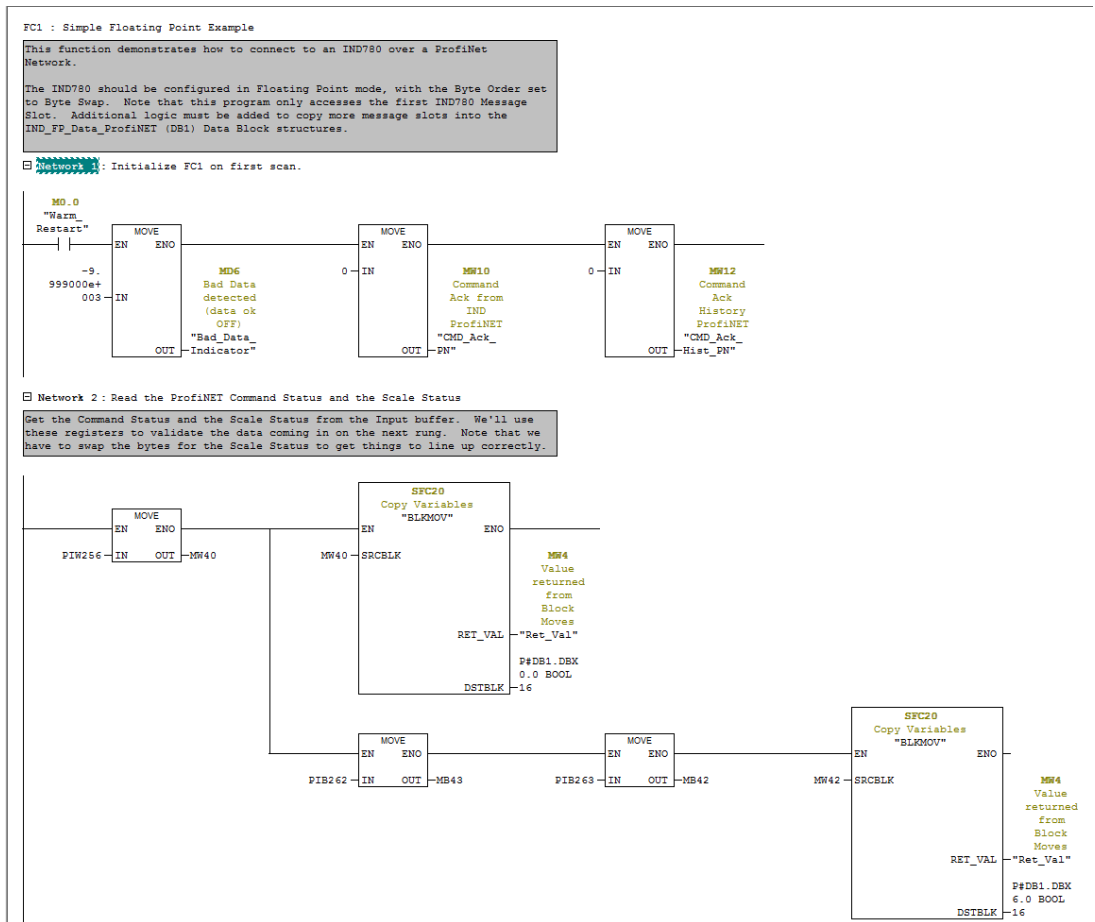 FC1 : Simple Floating Point Example
This function demonstrates how to connect to an IND780 over a ProfiNet
Network.
The IND780 should be configured in Floating Point mode, with the Byte Order set
to Byte Swap. Note that this program only accesses the first IND780 Message
Slot. Additional logic must be added to copy more message slots into the
IND_FP_Data_ProfiNET (DB1) Data Block structures.
Network 1: Initialize FC1 on first scan.
M0.0
"Warm_
Restart"
MOVE
EN ENO
-9.
999000e+
003
IN
MD6
Bad Data
detected
(data ok
OFF)
"Bad_Data_
Indicator"
OUT
MOVE
EN ENO
0
IN
MW10
Command
Ack from
IND
ProfiNET
"CMD_Ack_
PN"
OUT
MOVE
EN ENO
0
IN
MW12
Command
Ack
History
ProfiNET
"CMD_Ack_
Hist_PN"
OUT
Network 2 : Read the ProfiNET Command Status and the Scale Status
Get the Command Status and the Scale Status from the Input buffer. We'll use
these registers to validate the data coming in on the next rung. Note that we
have to swap the bytes for the Scale Status to get things to line up correctly.
MOVE
EN ENO
PIW256 IN OUT MW40
SFC20
Copy Variables
"BLKMOV"
EN ENO
MW40 SRCBLK
MW4
Value
returned
from
Block
Moves
RET_VAL "Ret_Val"
P#DB1.DBX
0.0 BOOL
DSTBLK 16
MOVE
EN ENO
PIB262 IN OUT MB43
MOVE
EN ENO
PIB263 IN OUT MB42
SFC20
Copy Variables
"BLKMOV"
EN ENO
MW42 SRCBLK
MW4
Value
returned
from
Block
Moves
RET_VAL "Ret_Val"
P#DB1.DBX
6.0 BOOL
DSTBLK 16